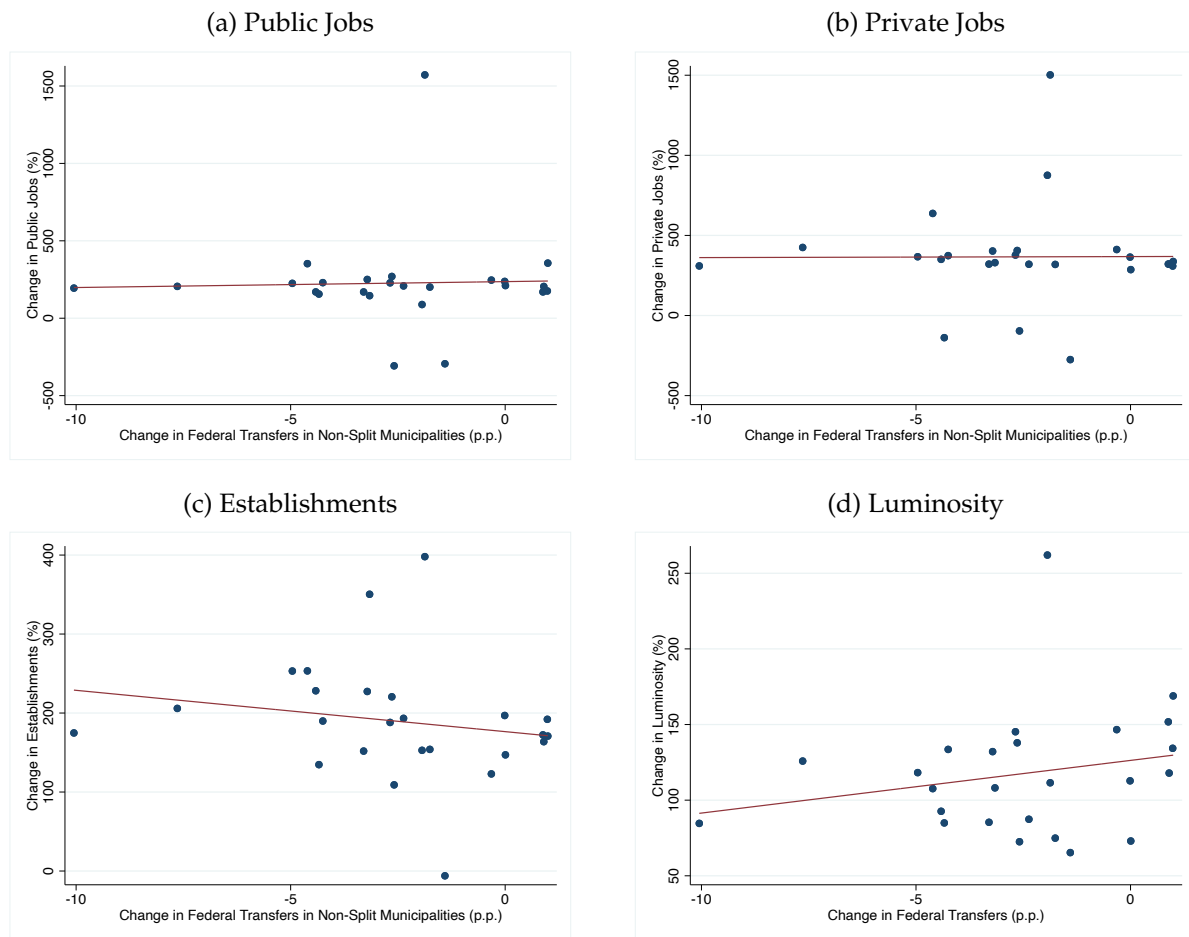 (a) Public Jobs
Change in Public Jobs (%)
1500
1000
500
0
-500
-10
-5
0
Change in Federal Transfers in Non-Split Municipalities (p.p.)
(b) Private Jobs
Change in Private Jobs (%)
1500
1000
500
0
-500
-10
-5
0
Change in Federal Transfers in Non-Split Municipalities (p.p.)
(c) Establishments
Change in Establishments (%)
400
300
200
100
0
-10
-5
0
Change in Federal Transfers in Non-Split Municipalities (p.p.)
(d) Luminosity
Change in Luminosity (%)
250
200
150
100
50
-10
-5
0
Change in Federal Transfers (p.p.)